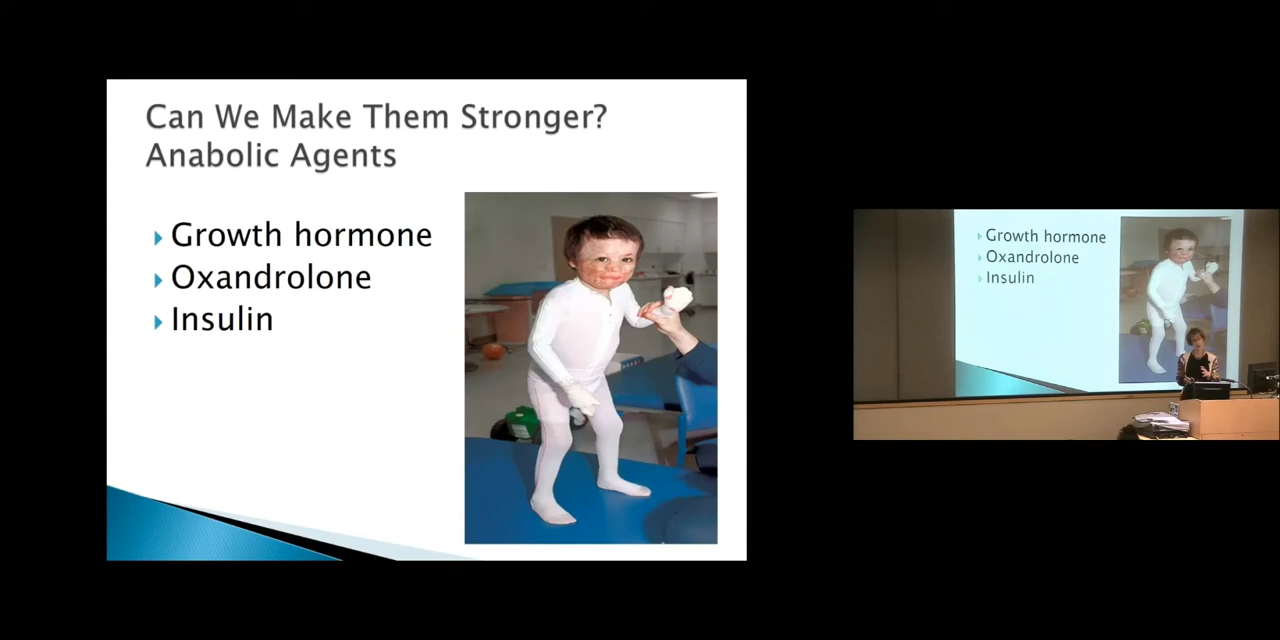 Can We Make Them Stronger?
Anabolic Agents
Growth hormone
Oxandrolone
Insulin
Growth hormone
Oxandrolone
Insulin